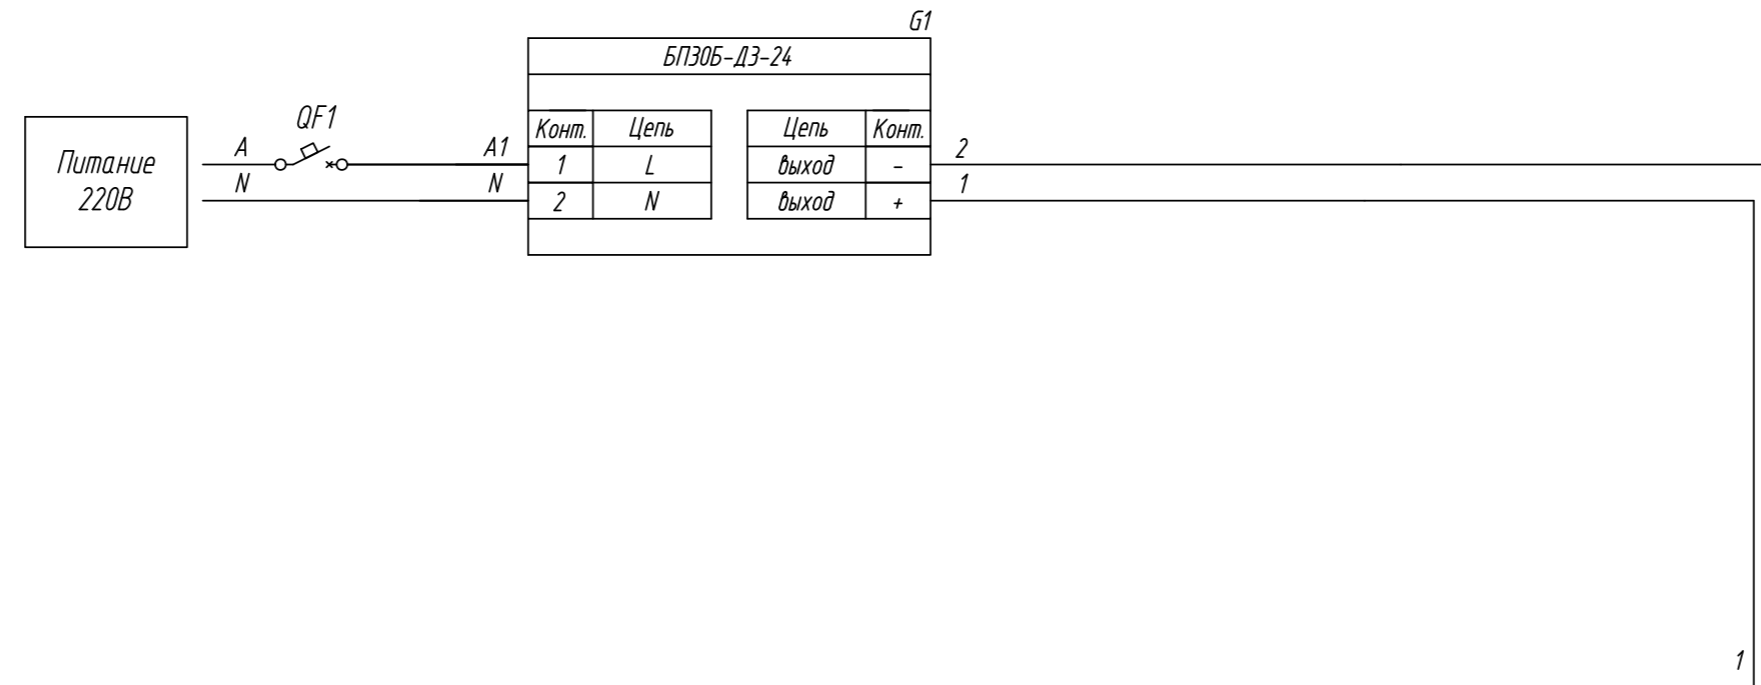 G1
БП30Б-Д3-24
QF1
Конт. Цепь Цепь Конт.
Питание
220В
A A1 1 L выход - 2
N N 2 N выход + 1
1